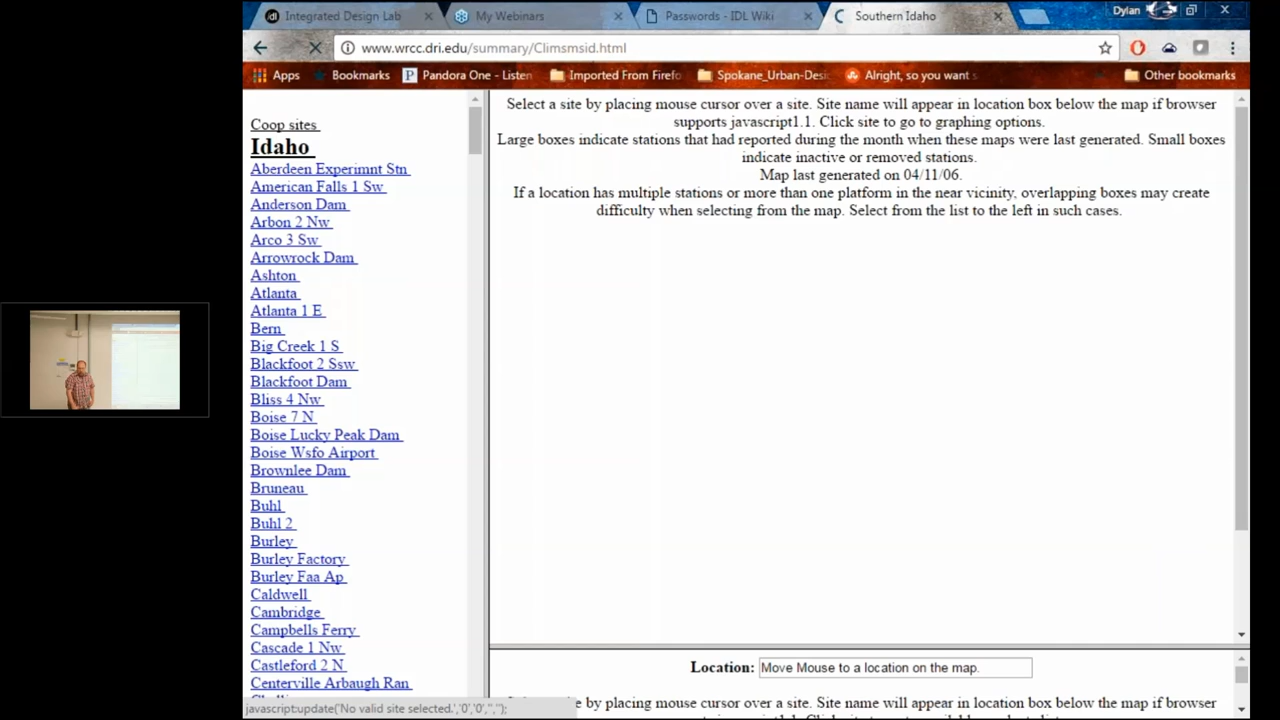 Integrated Design Lab
My Webinars
Passwords - IDL Wiki
Southern Idaho
Dylan
www.wrcc.dri.edu/summary/Climsmsid.html
Apps
Bookmarks
Pandora One - Listen
Imported From Firefo
Spokane_Urban-Desi
Alright, so you want s
Other bookmarks
Coop sites
Idaho
Aberdeen Experimnt Stn
American Falls 1 Sw
Anderson Dam
Arbon 2 Nw
Arco 3 Sw
Arrowrock Dam
Ashton
Atlanta
Atlanta 1 E
Bern
Big Creek 1 S
Blackfoot 2 Ssw
Blackfoot Dam
Bliss 4 Nw
Boise 7 N
Boise Lucky Peak Dam
Boise Wsfo Airport
Brownlee Dam
Bruneau
Buhl
Buhl 2
Burley
Burley Factory
Burley Faa Ap
Caldwell
Cambridge
Campbells Ferry
Cascade 1 Nw
Castleford 2 N
Centerville Arbaugh Ran
javascript:update('No valid site selected.','0','0','','');
Select a site by placing mouse cursor over a site. Site name will appear in location box below the map if browser
supports javascript1.1. Click site to go to graphing options.
Large boxes indicate stations that had reported during the month when these maps were last generated. Small boxes
indicate inactive or removed stations.
Map last generated on 04/11/06.
If a location has multiple stations or more than one platform in the near vicinity, overlapping boxes may create
difficulty when selecting from the map. Select from the list to the left in such cases.
Location: Move Mouse to a location on the map.
Select a site by placing mouse cursor over a site. Site name will appear in location box below the map if browser